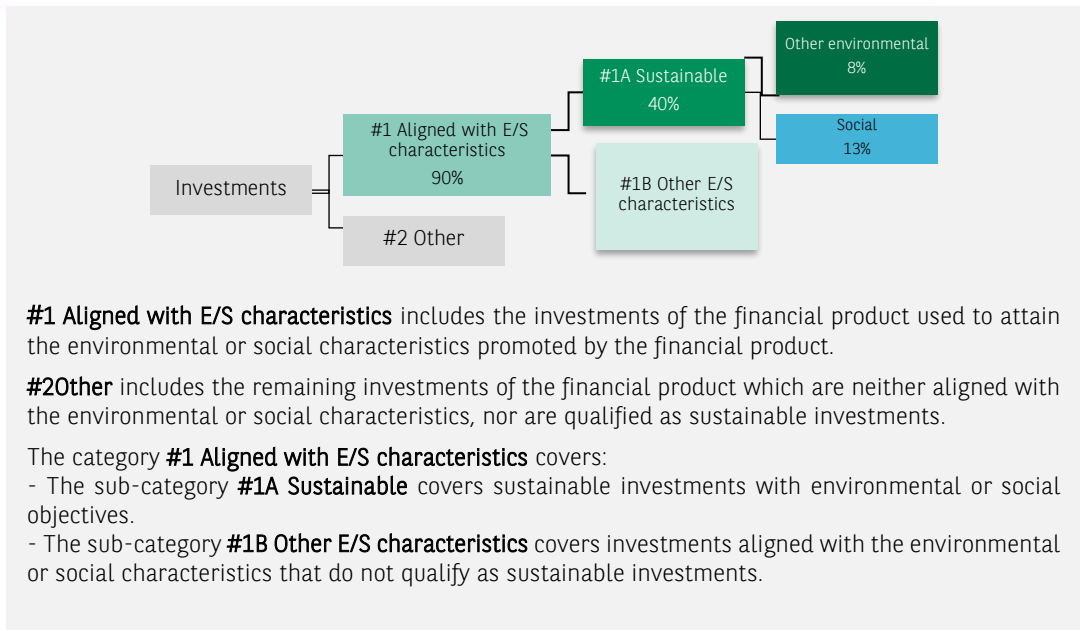 Other environmental
8%
#1A Sustainable
40%
Social
13%
#1 Aligned with E/S
characteristics
90%
#1B Other E/S
characteristics
Investments
#2 Other
#1 Aligned with E/S characteristics includes the investments of the financial product used to attain
the environmental or social characteristics promoted by the financial product.
#2Other includes the remaining investments of the financial product which are neither aligned with
the environmental or social characteristics, nor are qualified as sustainable investments.
The category #1 Aligned with E/S characteristics covers:
- The sub-category #1A Sustainable covers sustainable investments with environmental or social
objectives.
- The sub-category #1B Other E/S characteristics covers investments aligned with the environmental
or social characteristics that do not qualify as sustainable investments.